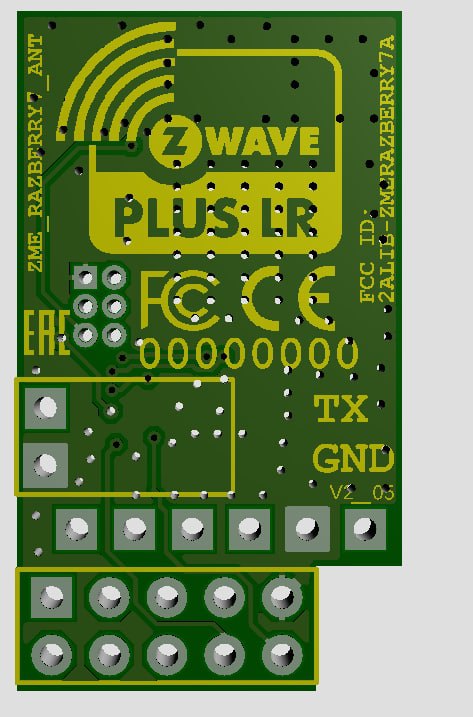 ZME_RAZBERRY7_ANT
Z WAVE
PLUS LR
FCC ID:
2ALIB-ZMERAZBERRY7A
FC CE
EAC
00000000
TX
GND
V2_05